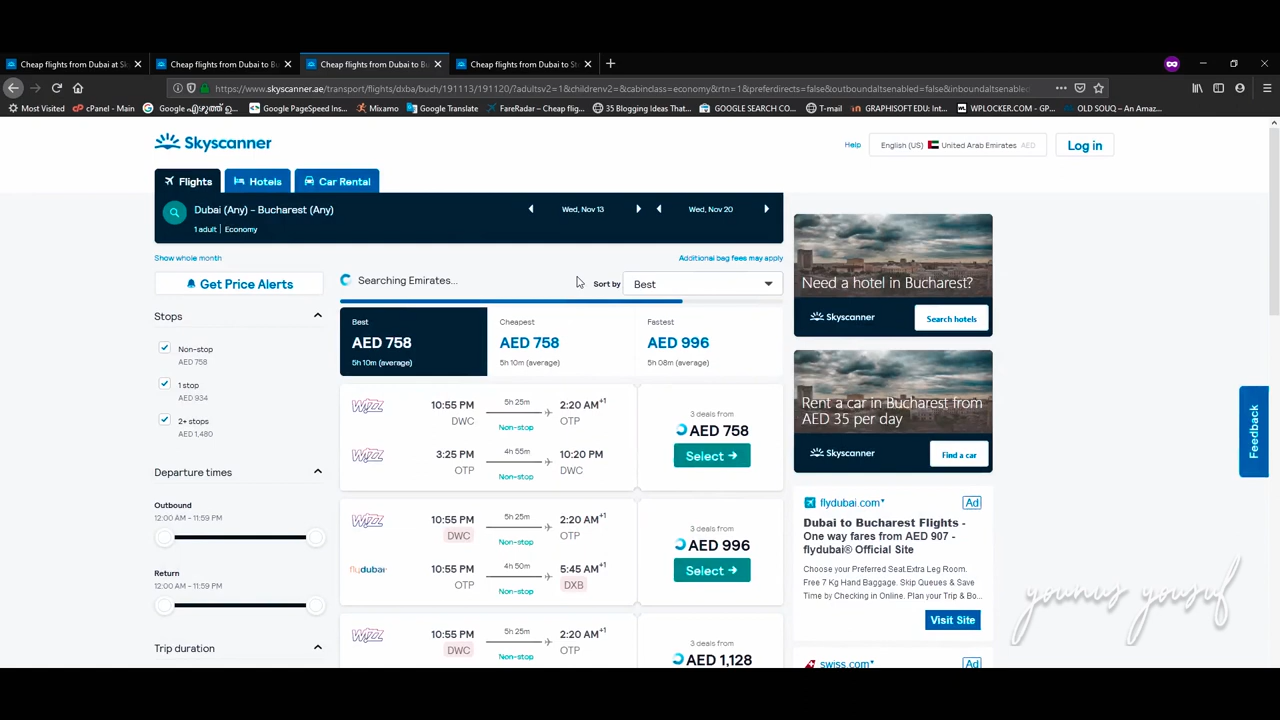 Cheap flights from Dubai at Sk
Cheap flights from Dubai to Bu
Cheap flights from Dubai to Bu
Cheap flights from Dubai to St
https://www.skyscanner.ae/transport/flights/dxba/buch/191113/191120/?adultsv2=1&childrenv2=&cabinclass=economy&rtn=1&preferdirects=false&outboundaltsenabled=false&inboundaltsenabled
Most Visited
cPanel - Main
Google എഴുത്ത് ഉ...
Google PageSpeed Ins...
Mixamo
Google Translate
FareRadar – Cheap flig...
35 Blogging Ideas That...
GOOGLE SEARCH CO...
T-mail
GRAPHISOFT EDU: Int...
WPLOCKER.COM - GP...
OLD SOUQ – An Amaz...
Skyscanner
Help
English (US) United Arab Emirates AED
Log in
Flights
Hotels
Car Rental
Dubai (Any) – Bucharest (Any)
1 adult | Economy
Wed, Nov 13
Wed, Nov 20
Show whole month
Additional bag fees may apply
Get Price Alerts
Searching Emirates...
Sort by
Best
Stops
Non-stop
AED 758
1 stop
AED 934
2+ stops
AED 1,480
Departure times
Outbound
12:00 AM – 11:59 PM
Return
12:00 AM – 11:59 PM
Trip duration
Best
AED 758
5h 10m (average)
Cheapest
AED 758
5h 10m (average)
Fastest
AED 996
5h 08m (average)
WIZZ
10:55 PM
DWC
5h 25m
Non-stop
2:20 AM+1
OTP
WIZZ
3:25 PM
OTP
4h 55m
Non-stop
10:20 PM
DWC
3 deals from
AED 758
Select →
WIZZ
10:55 PM
DWC
5h 25m
Non-stop
2:20 AM+1
OTP
flydubai
10:55 PM
OTP
4h 50m
Non-stop
5:45 AM+1
DXB
3 deals from
AED 996
Select →
WIZZ
10:55 PM
DWC
5h 25m
Non-stop
2:20 AM+1
OTP
3 deals from
AED 1,128
Need a hotel in Bucharest?
Skyscanner
Search hotels
Rent a car in Bucharest from
AED 35 per day
Skyscanner
Find a car
flydubai.com
Ad
Dubai to Bucharest Flights -
One way fares from AED 907 -
flydubai® Official Site
Choose your Preferred Seat.Extra Leg Room.
Free 7 Kg Hand Baggage. Skip Queues & Save
Time by Checking in Online. Plan your Trip & Bo...
Visit Site
swiss.com
Ad
Feedback
younus yousuf